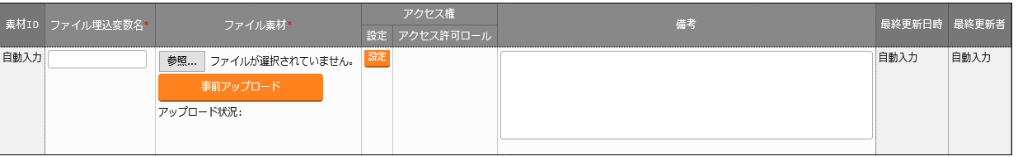 素材ID ファイル埋込変数名* ファイル素材* アクセス権 備考 最終更新日時 最終更新者
設定 アクセス許可ロール
自動入力 参照... ファイルが選択されていません。 設定 自動入力 自動入力
事前アップロード
アップロード状況: